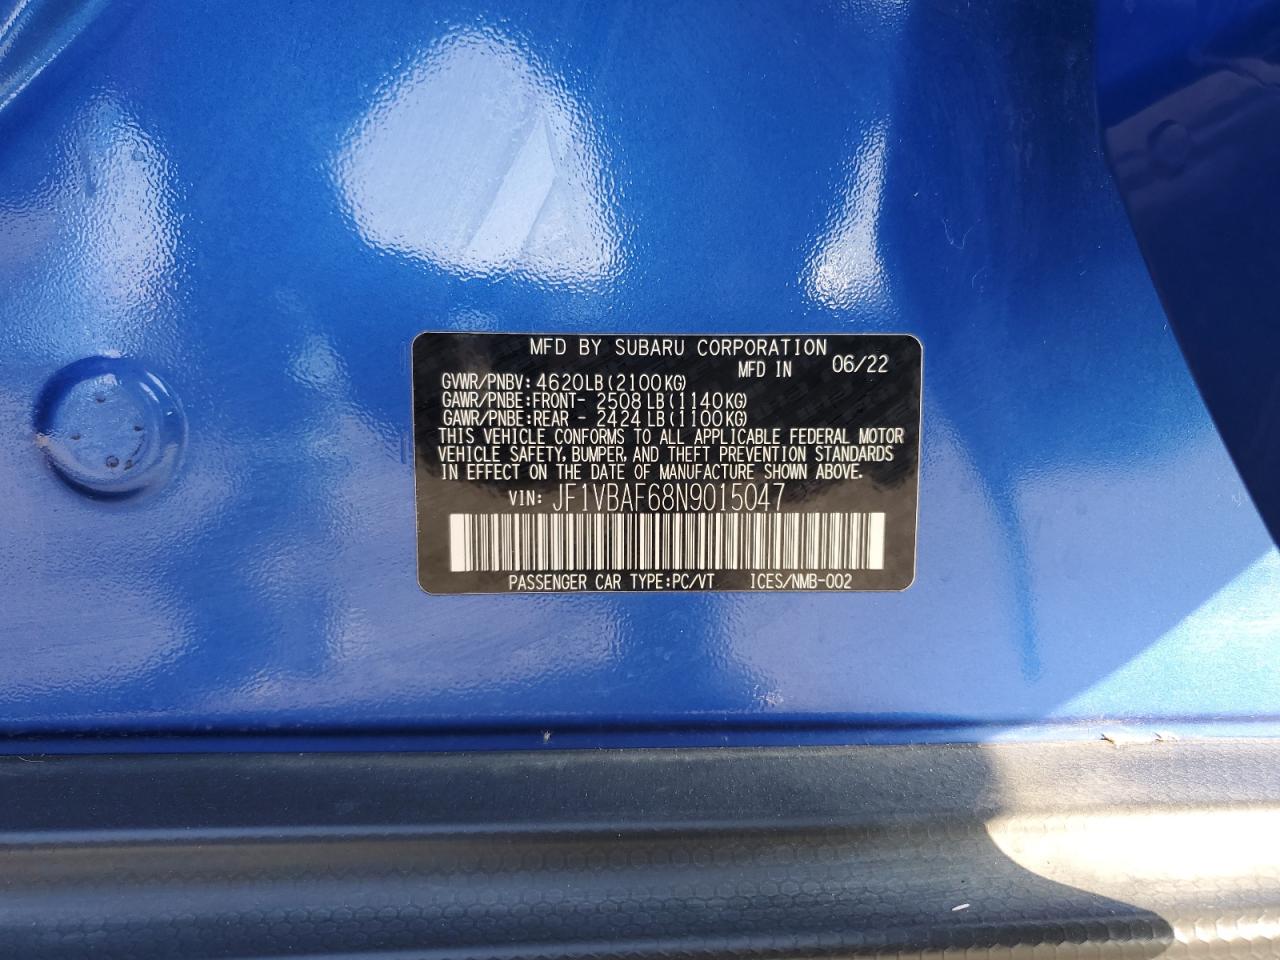 MFD BY SUBARU CORPORATION
MFD IN 06/22
GVWR/PNBV: 4620LB(2100KG)
GAWR/PNBE:FRONT- 2508LB(1140KG)
GAWR/PNBE:REAR - 2424LB(1100KG)
THIS VEHICLE CONFORMS TO ALL APPLICABLE FEDERAL MOTOR
VEHICLE SAFETY, BUMPER, AND THEFT PREVENTION STANDARDS
IN EFFECT ON THE DATE OF MANUFACTURE SHOWN ABOVE.
VIN: JF1VBAF68N9015047
PASSENGER CAR TYPE:PC/VT ICES/NMB-002